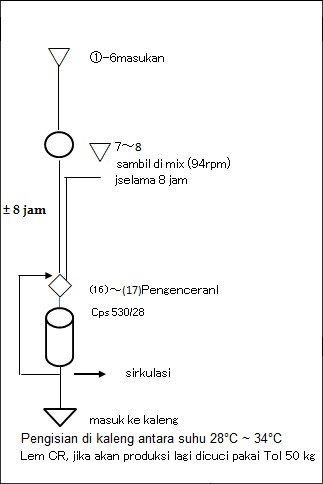 ①-6masukan
7～8
sambil di mix (94rpm)
jselama 8 jam
± 8 jam
(16)～(17)Pengenceranl
Cps 530/28
sirkulasi
masuk ke kaleng
Pengisian di kaleng antara suhu 28°C ~ 34°C
Lem CR, jika akan produksi lagi dicuci pakai Tol 50 kg